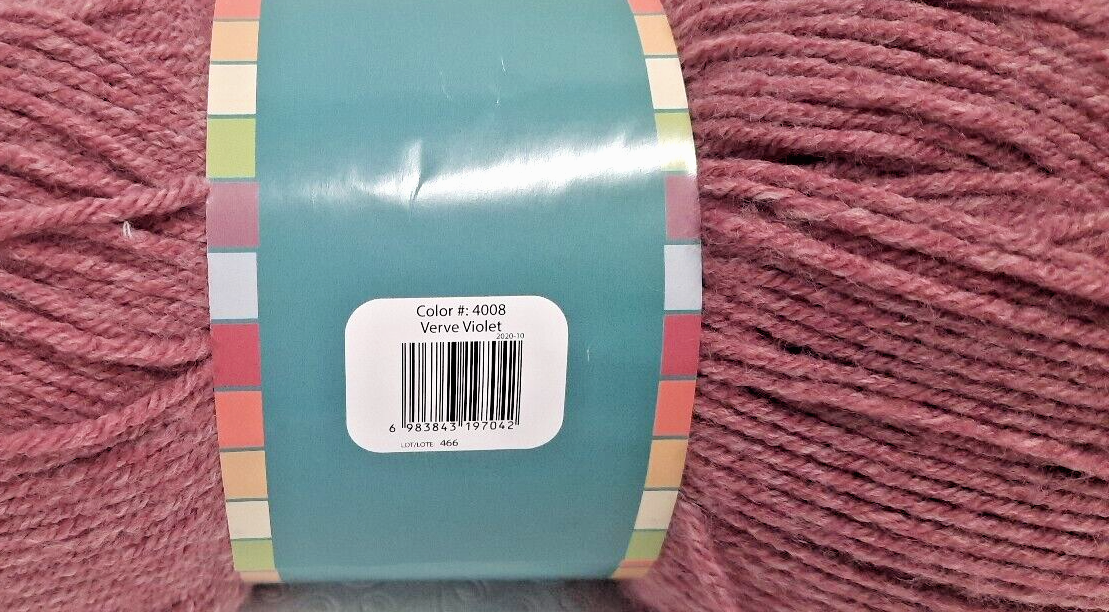 Color #: 4008
Verve Violet
2020-10
6 983843 197042
LOT/LOTE: 466